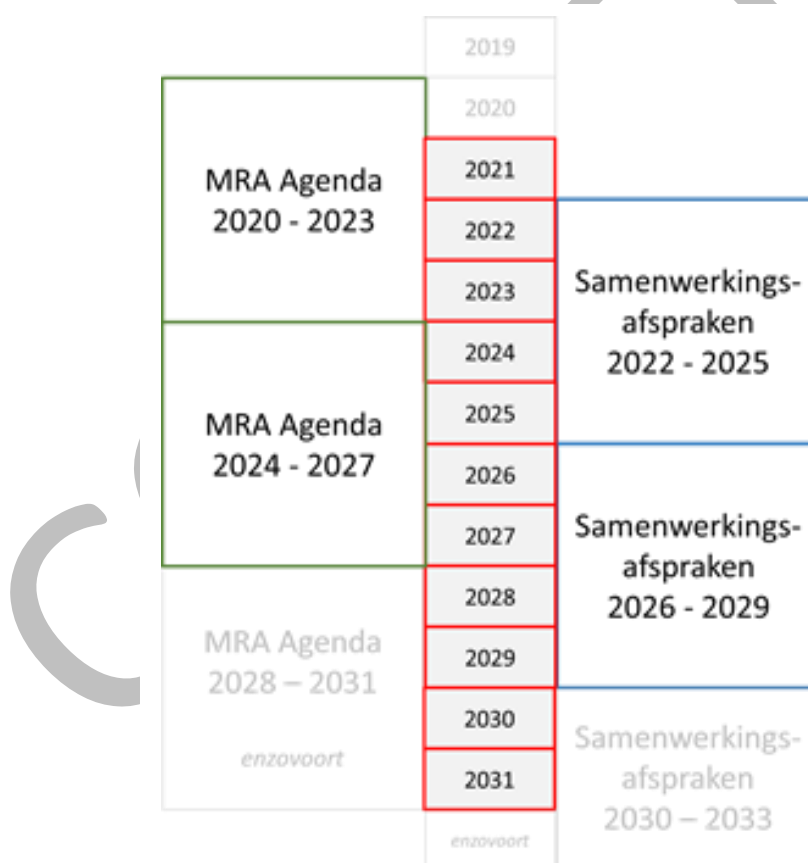 2019
2020
MRA Agenda
2020 - 2023
2021
2022
2023
Samenwerkings-
afspraken
2022 - 2025
2024
2025
MRA Agenda
2024 - 2027
2026
2027
Samenwerkings-
afspraken
2026 - 2029
2028
2029
MRA Agenda
2028 – 2031
enzovoort
2030
2031
Samenwerkings-
afspraken
2030 – 2033
enzovoort